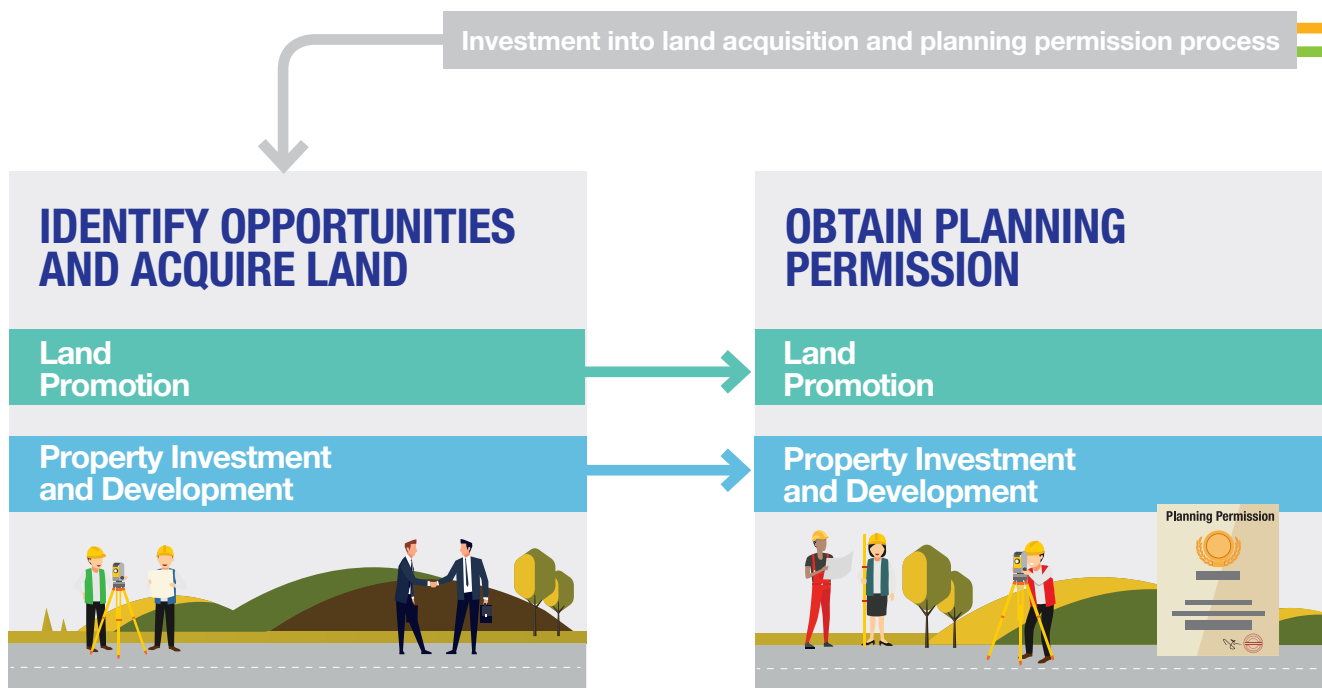 Investment into land acquisition and planning permission process
IDENTIFY OPPORTUNITIES
AND ACQUIRE LAND
Land
Promotion
Property Investment
and Development
OBTAIN PLANNING
PERMISSION
Land
Promotion
Property Investment
and Development
Planning Permission